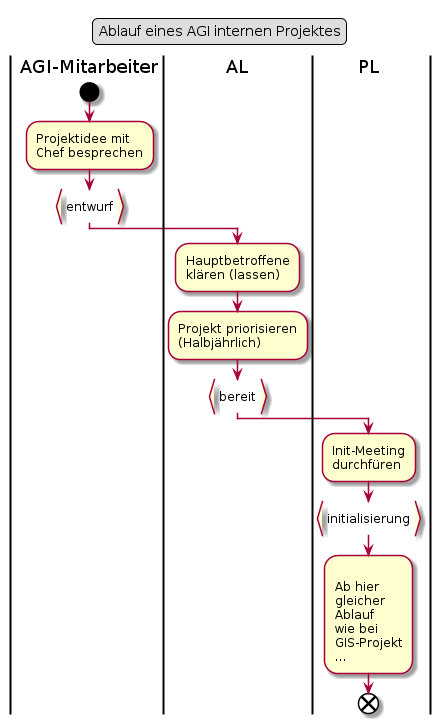 Ablauf eines AGI internen Projektes
AGI-Mitarbeiter
AL
PL
Projektidee mit
Chef besprechen
entwurf
Hauptbetroffene
klären (lassen)
Projekt priorisieren
(Halbjährlich)
bereit
Init-Meeting
durchfüren
initialisierung
Ab hier
gleicher
Ablauf
wie bei
GIS-Projekt
...